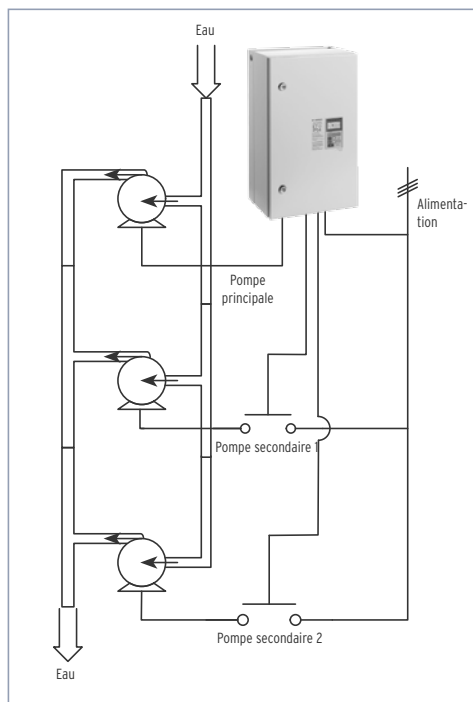 Eau
Alimenta-
tion
Pompe
principale
Pompe secondaire 1
Pompe secondaire 2
Eau